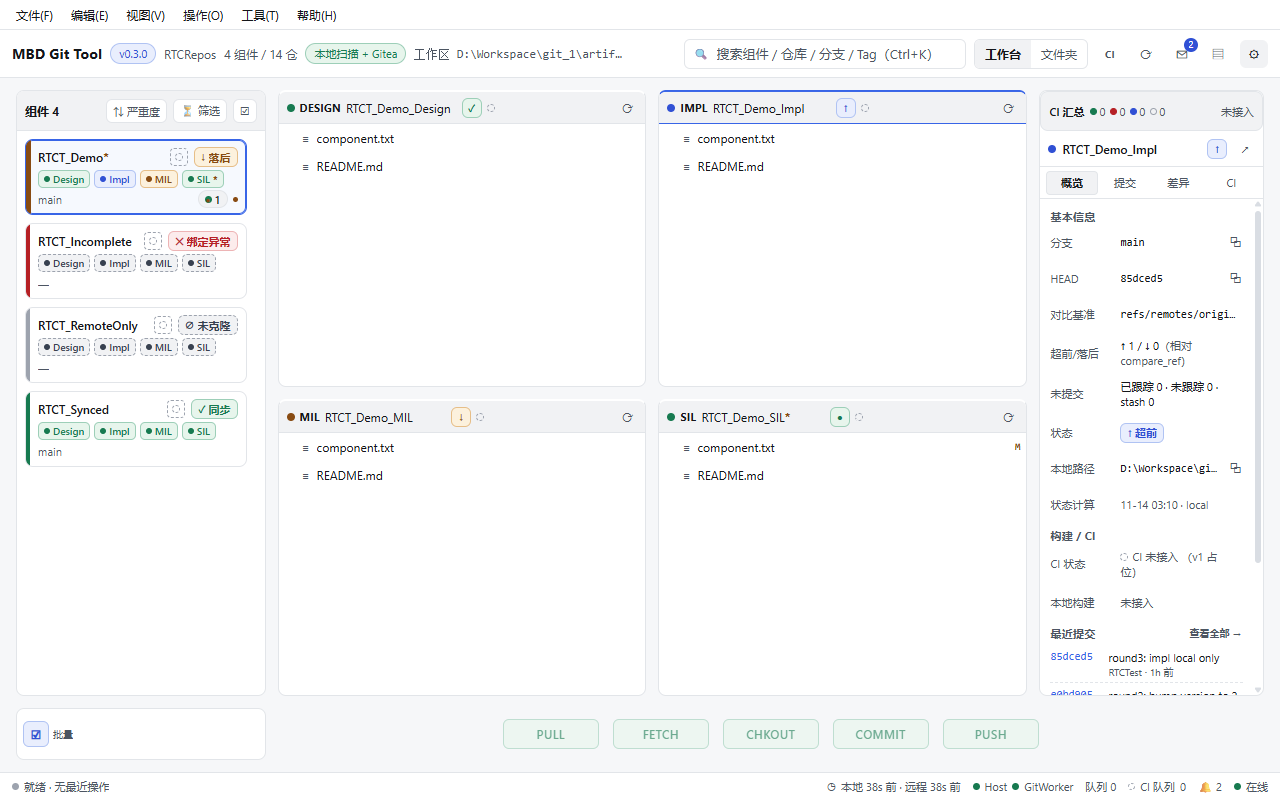 文件(F) 编辑(E) 视图(V) 操作(O) 工具(T) 帮助(H)
MBD Git Tool v0.3.0 RTCRepos 4 组件 / 14 仓 本地扫描 + Gitea 工作区 D:\Workspace\git_1\artif… 搜索组件 / 仓库 / 分支 / Tag（Ctrl+K） 工作台 文件夹 CI 2
组件 4 ↑↓ 严重度 筛选
RTCT_Demo* ↓ 落后
Design Impl MIL SIL *
main 1
RTCT_Incomplete ✕ 绑定异常
Design Impl MIL SIL
—
RTCT_RemoteOnly ⊘ 未克隆
Design Impl MIL SIL
—
RTCT_Synced ✓ 同步
Design Impl MIL SIL
main
批量
DESIGN RTCT_Demo_Design ✓
component.txt
README.md
IMPL RTCT_Demo_Impl ↑
component.txt
README.md
MIL RTCT_Demo_MIL ↓
component.txt
README.md
SIL RTCT_Demo_SIL*
component.txt M
README.md
PULL FETCH CHKOUT COMMIT PUSH
CI 汇总 0 0 0 0 未接入
RTCT_Demo_Impl ↑ ↗
概览 提交 差异 CI
基本信息
分支 main
HEAD 85dced5
对比基准 refs/remotes/origi…
超前/落后 ↑ 1 / ↓ 0（相对
compare_ref）
未提交 已跟踪 0 · 未跟踪 0 ·
stash 0
状态 ↑ 超前
本地路径 D:\Workspace\gi…
状态计算 11-14 03:10 · local
构建 / CI
CI 状态 CI 未接入 （v1 占
位）
本地构建 未接入
最近提交 查看全部 →
85dced5 round3: impl local only
RTCTest · 1h 前
就绪 · 无最近操作 本地 38s 前 · 远程 38s 前 Host GitWorker 队列 0 CI 队列 0 2 在线